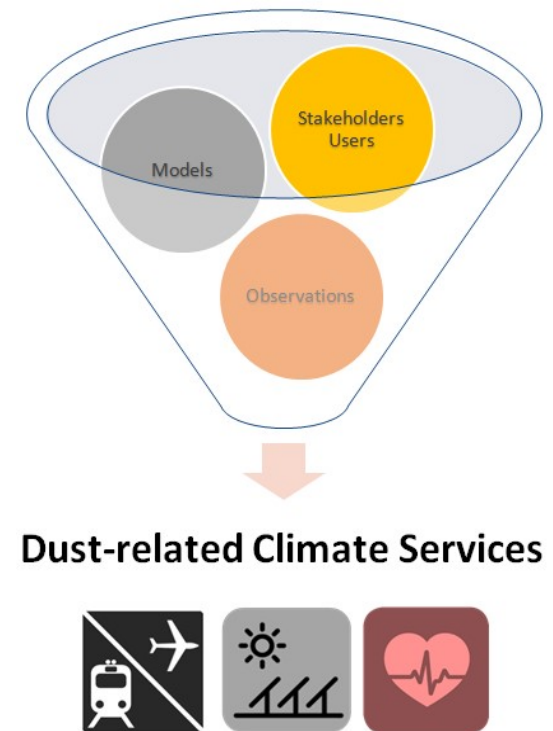 Stakeholders
Users
Models
Observations
Dust-related Climate Services